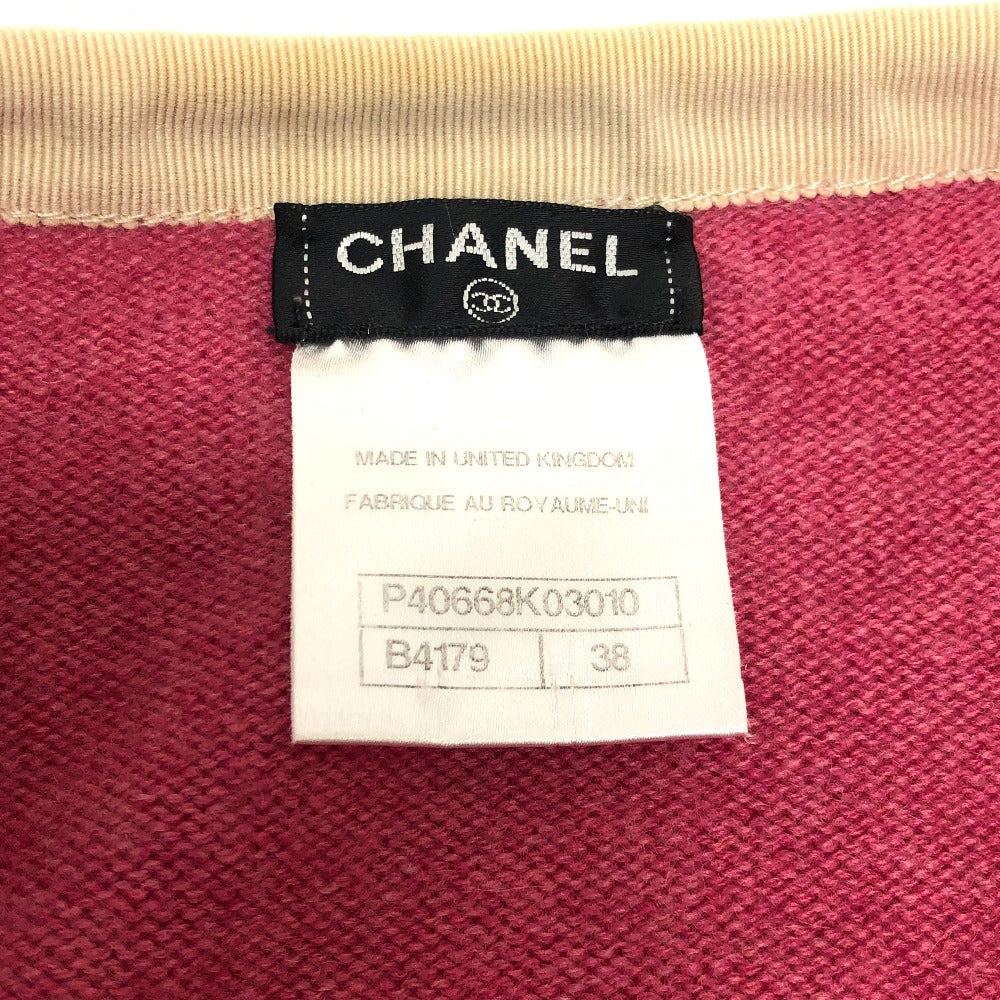 CHANEL
MADE IN UNITED KINGDOM
FABRIQUE AU ROYAUME-UNI
P40668K03010
B4179 38